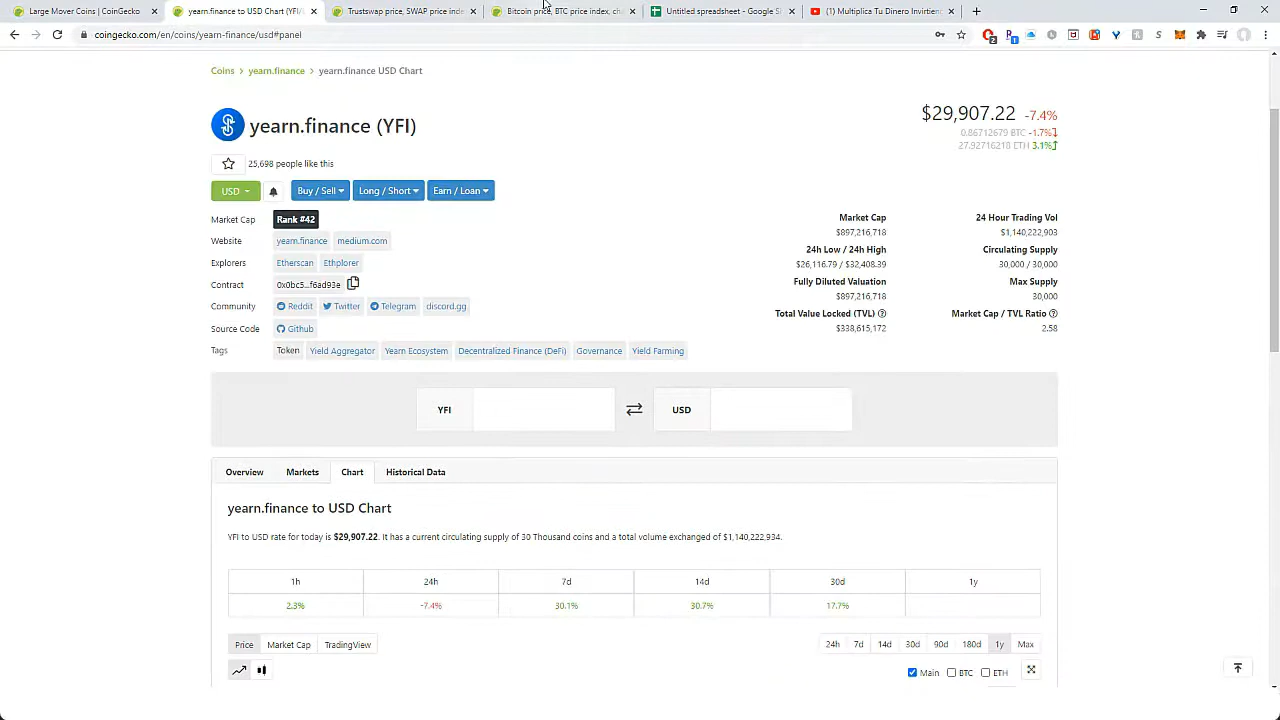 Large Mover Coins | CoinGecko
yearn.finance to USD Chart (YFI/U
Trustswap price, SWAP price inde
Bitcoin price, BTC price index, cha
Untitled spreadsheet - Google S
(1) Multiplica Tu Dinero Invirtien
coingecko.com/en/coins/yearn-finance/usd#panel
Coins > yearn.finance > yearn.finance USD Chart
yearn.finance (YFI)
$29,907.22 -7.4%
0.86712679 BTC -1.7%
27.92716218 ETH 3.1%
25,698 people like this
USD
Buy / Sell
Long / Short
Earn / Loan
Market Cap Rank #42
Website yearn.finance medium.com
Explorers Etherscan Ethplorer
Contract 0x0bc5...f6ad93e
Community Reddit Twitter Telegram discord.gg
Source Code Github
Tags Token Yield Aggregator Yearn Ecosystem Decentralized Finance (DeFi) Governance Yield Farming
Market Cap
$897,216,718
24h Low / 24h High
$26,116.79 / $32,408.39
Fully Diluted Valuation
$897,216,718
Total Value Locked (TVL)
$338,615,172
24 Hour Trading Vol
$1,140,222,903
Circulating Supply
30,000 / 30,000
Max Supply
30,000
Market Cap / TVL Ratio
2.58
YFI
USD
Overview Markets Chart Historical Data
yearn.finance to USD Chart
YFI to USD rate for today is $29,907.22. It has a current circulating supply of 30 Thousand coins and a total volume exchanged of $1,140,222,934.
1h 24h 7d 14d 30d 1y
2.3% -7.4% 30.1% 30.7% 17.7%
Price Market Cap TradingView
24h 7d 14d 30d 90d 180d 1y Max
Main BTC ETH